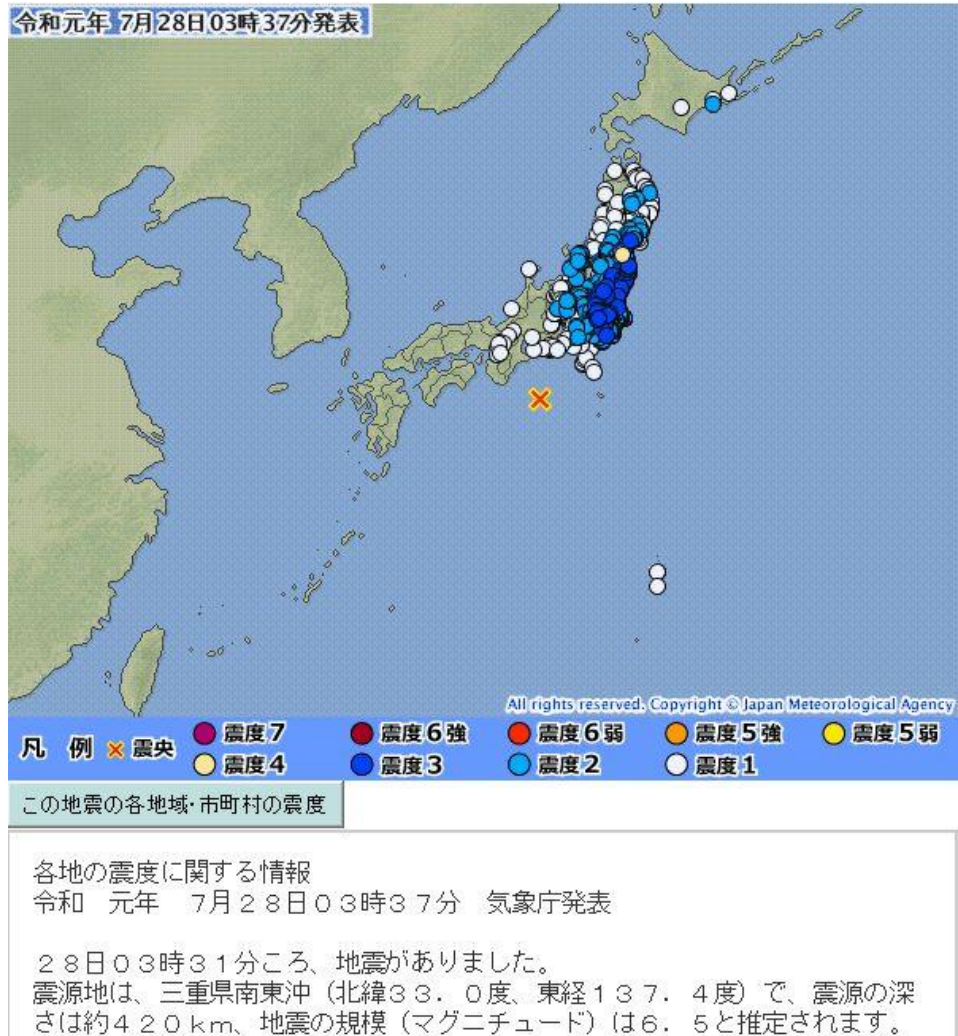 令和元年 7月28日03時37分発表
All rights reserved. Copyright © Japan Meteorological Agency
凡 例 × 震央 震度7 震度6強 震度6弱 震度5強 震度5弱
震度4 震度3 震度2 震度1
この地震の各地域・市町村の震度
各地の震度に関する情報
令和 元年 7月28日03時37分 気象庁発表
28日03時31分ころ、地震がありました。
震源地は、三重県南東沖(北緯33.0度、東経137.4度)で、震源の深
さは約420km、地震の規模(マグニチュード)は6.5と推定されます。